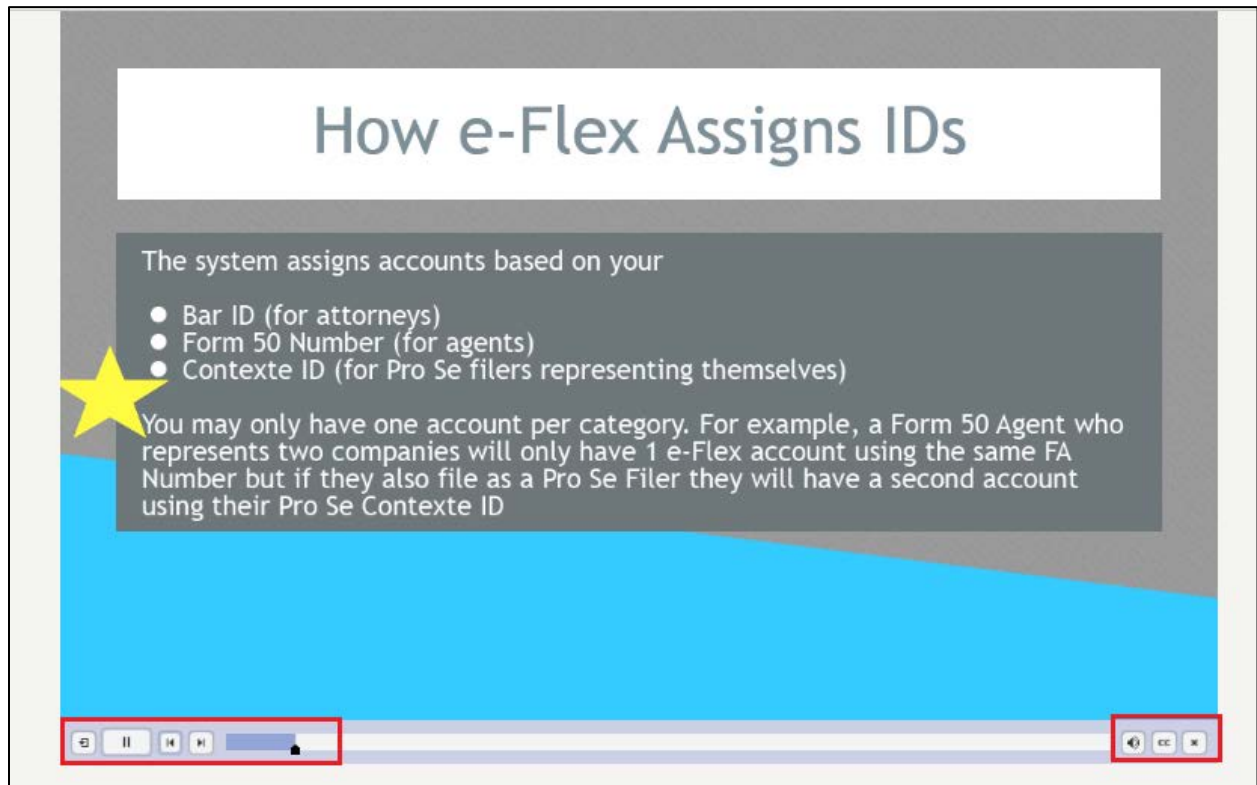 How e-Flex Assigns IDs
The system assigns accounts based on your
● Bar ID (for attorneys)
● Form 50 Number (for agents)
● Contexte ID (for Pro Se filers representing themselves)
You may only have one account per category. For example, a Form 50 Agent who
represents two companies will only have 1 e-Flex account using the same FA
Number but if they also file as a Pro Se Filer they will have a second account
using their Pro Se Contexte ID
CC